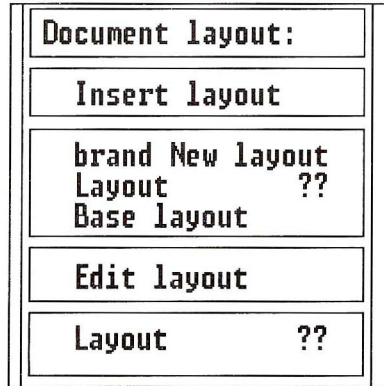 Document layout:
Insert layout
brand New layout
Layout ??
Base layout
Edit layout
Layout ??